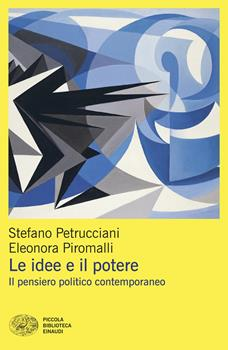 Stefano Petrucciani
Eleonora Piromalli
Le idee e il potere
Il pensiero politico contemporaneo
PICCOLA
BIBLIOTECA
EINAUDI